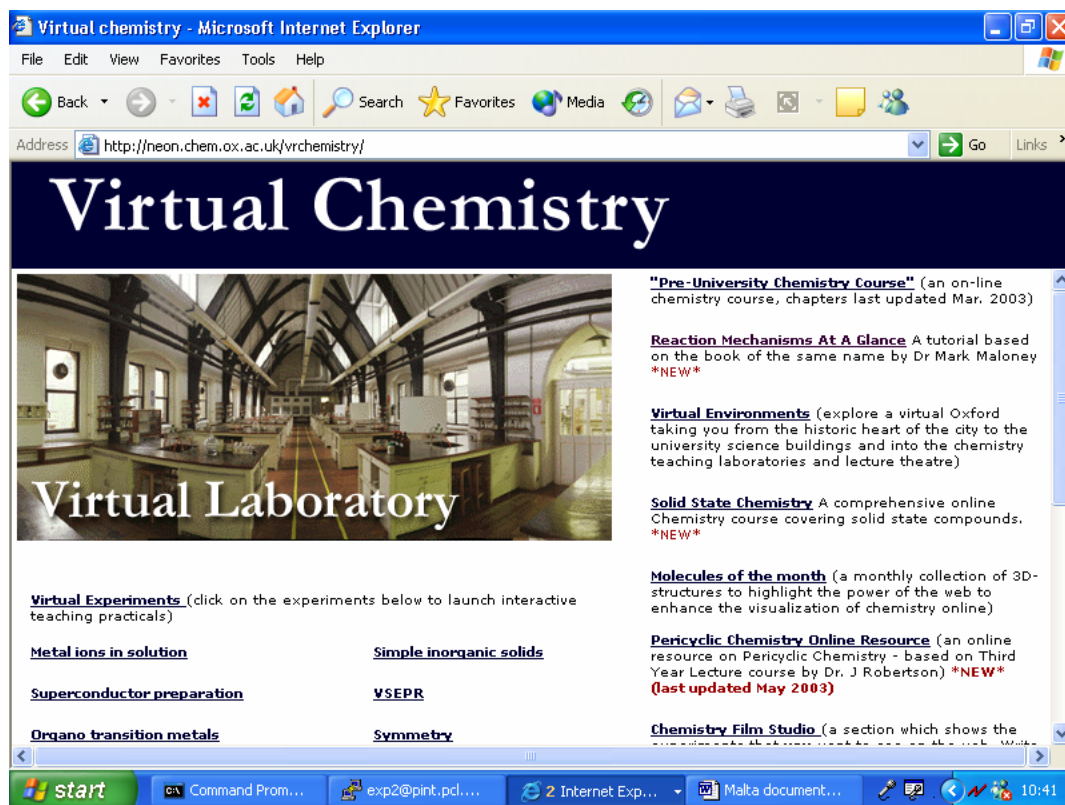 Virtual chemistry - Microsoft Internet Explorer
File Edit View Favorites Tools Help
Back Search Favorites Media
Address http://neon.chem.ox.ac.uk/vrchemistry/ Go Links
Virtual Chemistry
Virtual Laboratory
Virtual Experiments (click on the experiments below to launch interactive
teaching practicals)
Metal ions in solution
Simple inorganic solids
Superconductor preparation
VSEPR
Organo transition metals
Symmetry
"Pre-University Chemistry Course" (an on-line
chemistry course, chapters last updated Mar. 2003)
Reaction Mechanisms At A Glance A tutorial based
on the book of the same name by Dr Mark Maloney
*NEW*
Virtual Environments (explore a virtual Oxford
taking you from the historic heart of the city to the
university science buildings and into the chemistry
teaching laboratories and lecture theatre)
Solid State Chemistry A comprehensive online
Chemistry course covering solid state compounds.
*NEW*
Molecules of the month (a monthly collection of 3D-
structures to highlight the power of the web to
enhance the visualization of chemistry online)
Pericyclic Chemistry Online Resource (an online
resource on Pericyclic Chemistry - based on Third
Year Lecture course by Dr. J Robertson) *NEW*
(last updated May 2003)
Chemistry Film Studio (a section which shows the
start Command Prom... exp2@pint.pcl.... 2 Internet Exp... Malta document... 10:41